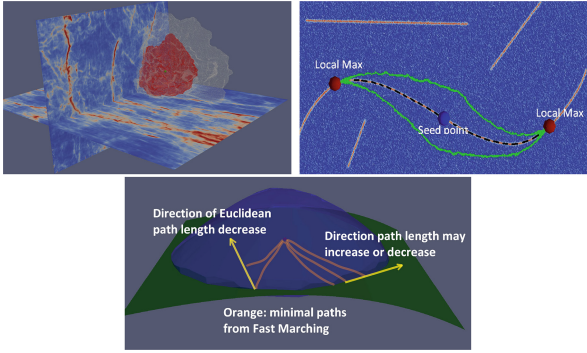 Local Max
Seed point
Local Max
Direction of Euclidean
path length decrease
Direction path length may
increase or decrease
Orange: minimal paths
from Fast Marching